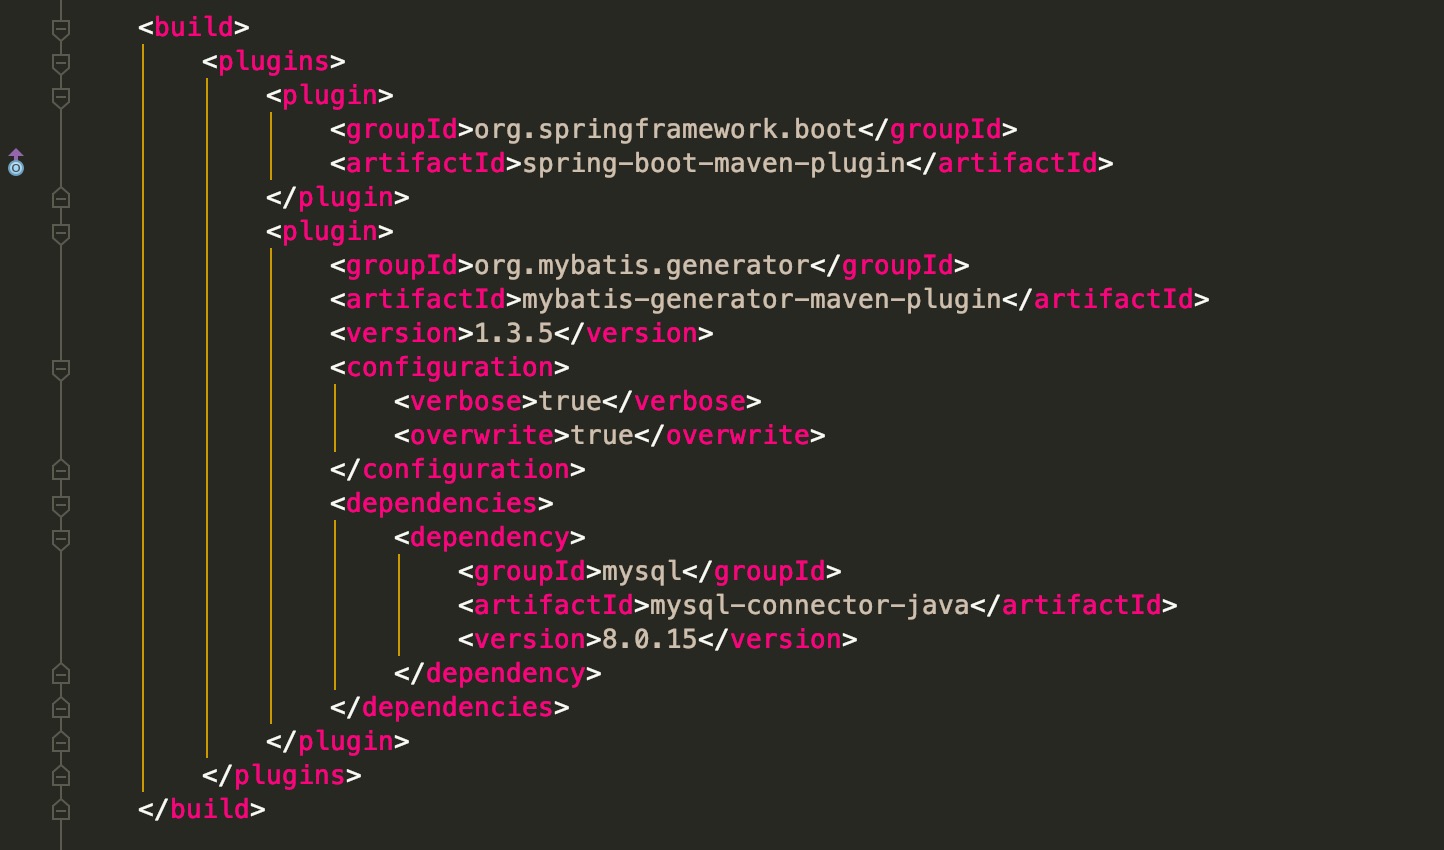 <build>
<plugins>
<plugin>
<groupId>org.springframework.boot</groupId>
<artifactId>spring-boot-maven-plugin</artifactId>
</plugin>
<plugin>
<groupId>org.mybatis.generator</groupId>
<artifactId>mybatis-generator-maven-plugin</artifactId>
<version>1.3.5</version>
<configuration>
<verbose>true</verbose>
<overwrite>true</overwrite>
</configuration>
<dependencies>
<dependency>
<groupId>mysql</groupId>
<artifactId>mysql-connector-java</artifactId>
<version>8.0.15</version>
</dependency>
</dependencies>
</plugin>
</plugins>
</build>